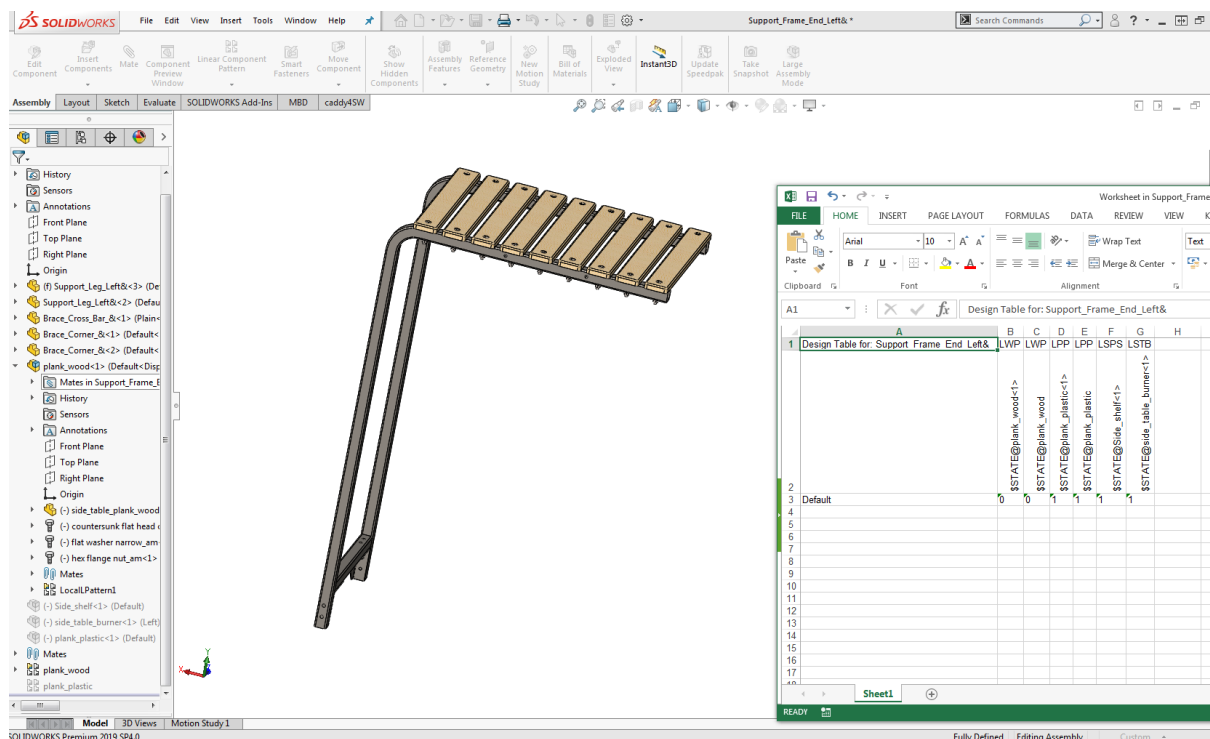 SOLIDWORKS File Edit View Insert Tools Window Help Support_Frame_End_Left& * Search Commands ?
Edit Component
Insert Components
Mate
Component Preview Window
Linear Component Pattern
Smart Fasteners
Move Component
Show Hidden Components
Assembly Features
Reference Geometry
New Motion Study
Bill of Materials
Exploded View
Instant3D
Update Speedpak
Take Snapshot
Large Assembly Mode
Assembly Layout Sketch Evaluate SOLIDWORKS Add-Ins MBD caddy4SW
History
Sensors
Annotations
Front Plane
Top Plane
Right Plane
Origin
(f) Support_Leg_Left&<3> (De
Support_Leg_Left&<2> (Defau
Brace_Cross_Bar_&<1> (Plain<
Brace_Corner_&<1> (Default<
Brace_Corner_&<2> (Default<
plank_wood<1> (Default<Disp
Mates in Support_Frame_E
History
Sensors
Annotations
Front Plane
Top Plane
Right Plane
Origin
(-) side_table_plank_wood
(-) countersunk flat head
(-) flat washer narrow_am
(-) hex flange nut_am<1>
Mates
LocalLPattern1
(-) Side_shelf<1> (Default)
(-) side_table_burner<1> (Left)
(-) plank_plastic<1> (Default)
Mates
plank_wood
plank_plastic
Y
X
Model 3D Views Motion Study 1
SOLIDWORKS Premium 2019 SP4.0 Fully Defined Editing Assembly Custom
Worksheet in Support_Frame
FILE HOME INSERT PAGE LAYOUT FORMULAS DATA REVIEW VIEW K
Paste
Arial 10 A A Wrap Text Text
B I U A Merge & Center
Clipboard Font Alignment
A1 fx Design Table for: Support_Frame_End_Left&
A B C D E F G H
1 Design Table for: Support_Frame_End_Left& LWP LWP LPP LPP LSPS LSTB
2 $STATE@plank_wood<1> $STATE@plank_wood $STATE@plank_plastic<1> $STATE@plank_plastic $STATE@Side_shelf<1> $STATE@side_table_burner<1>
3 Default 0 0 1 1 1 1
4
5
6
7
8
9
10
11
12
13
14
15
16
17
Sheet1
READY